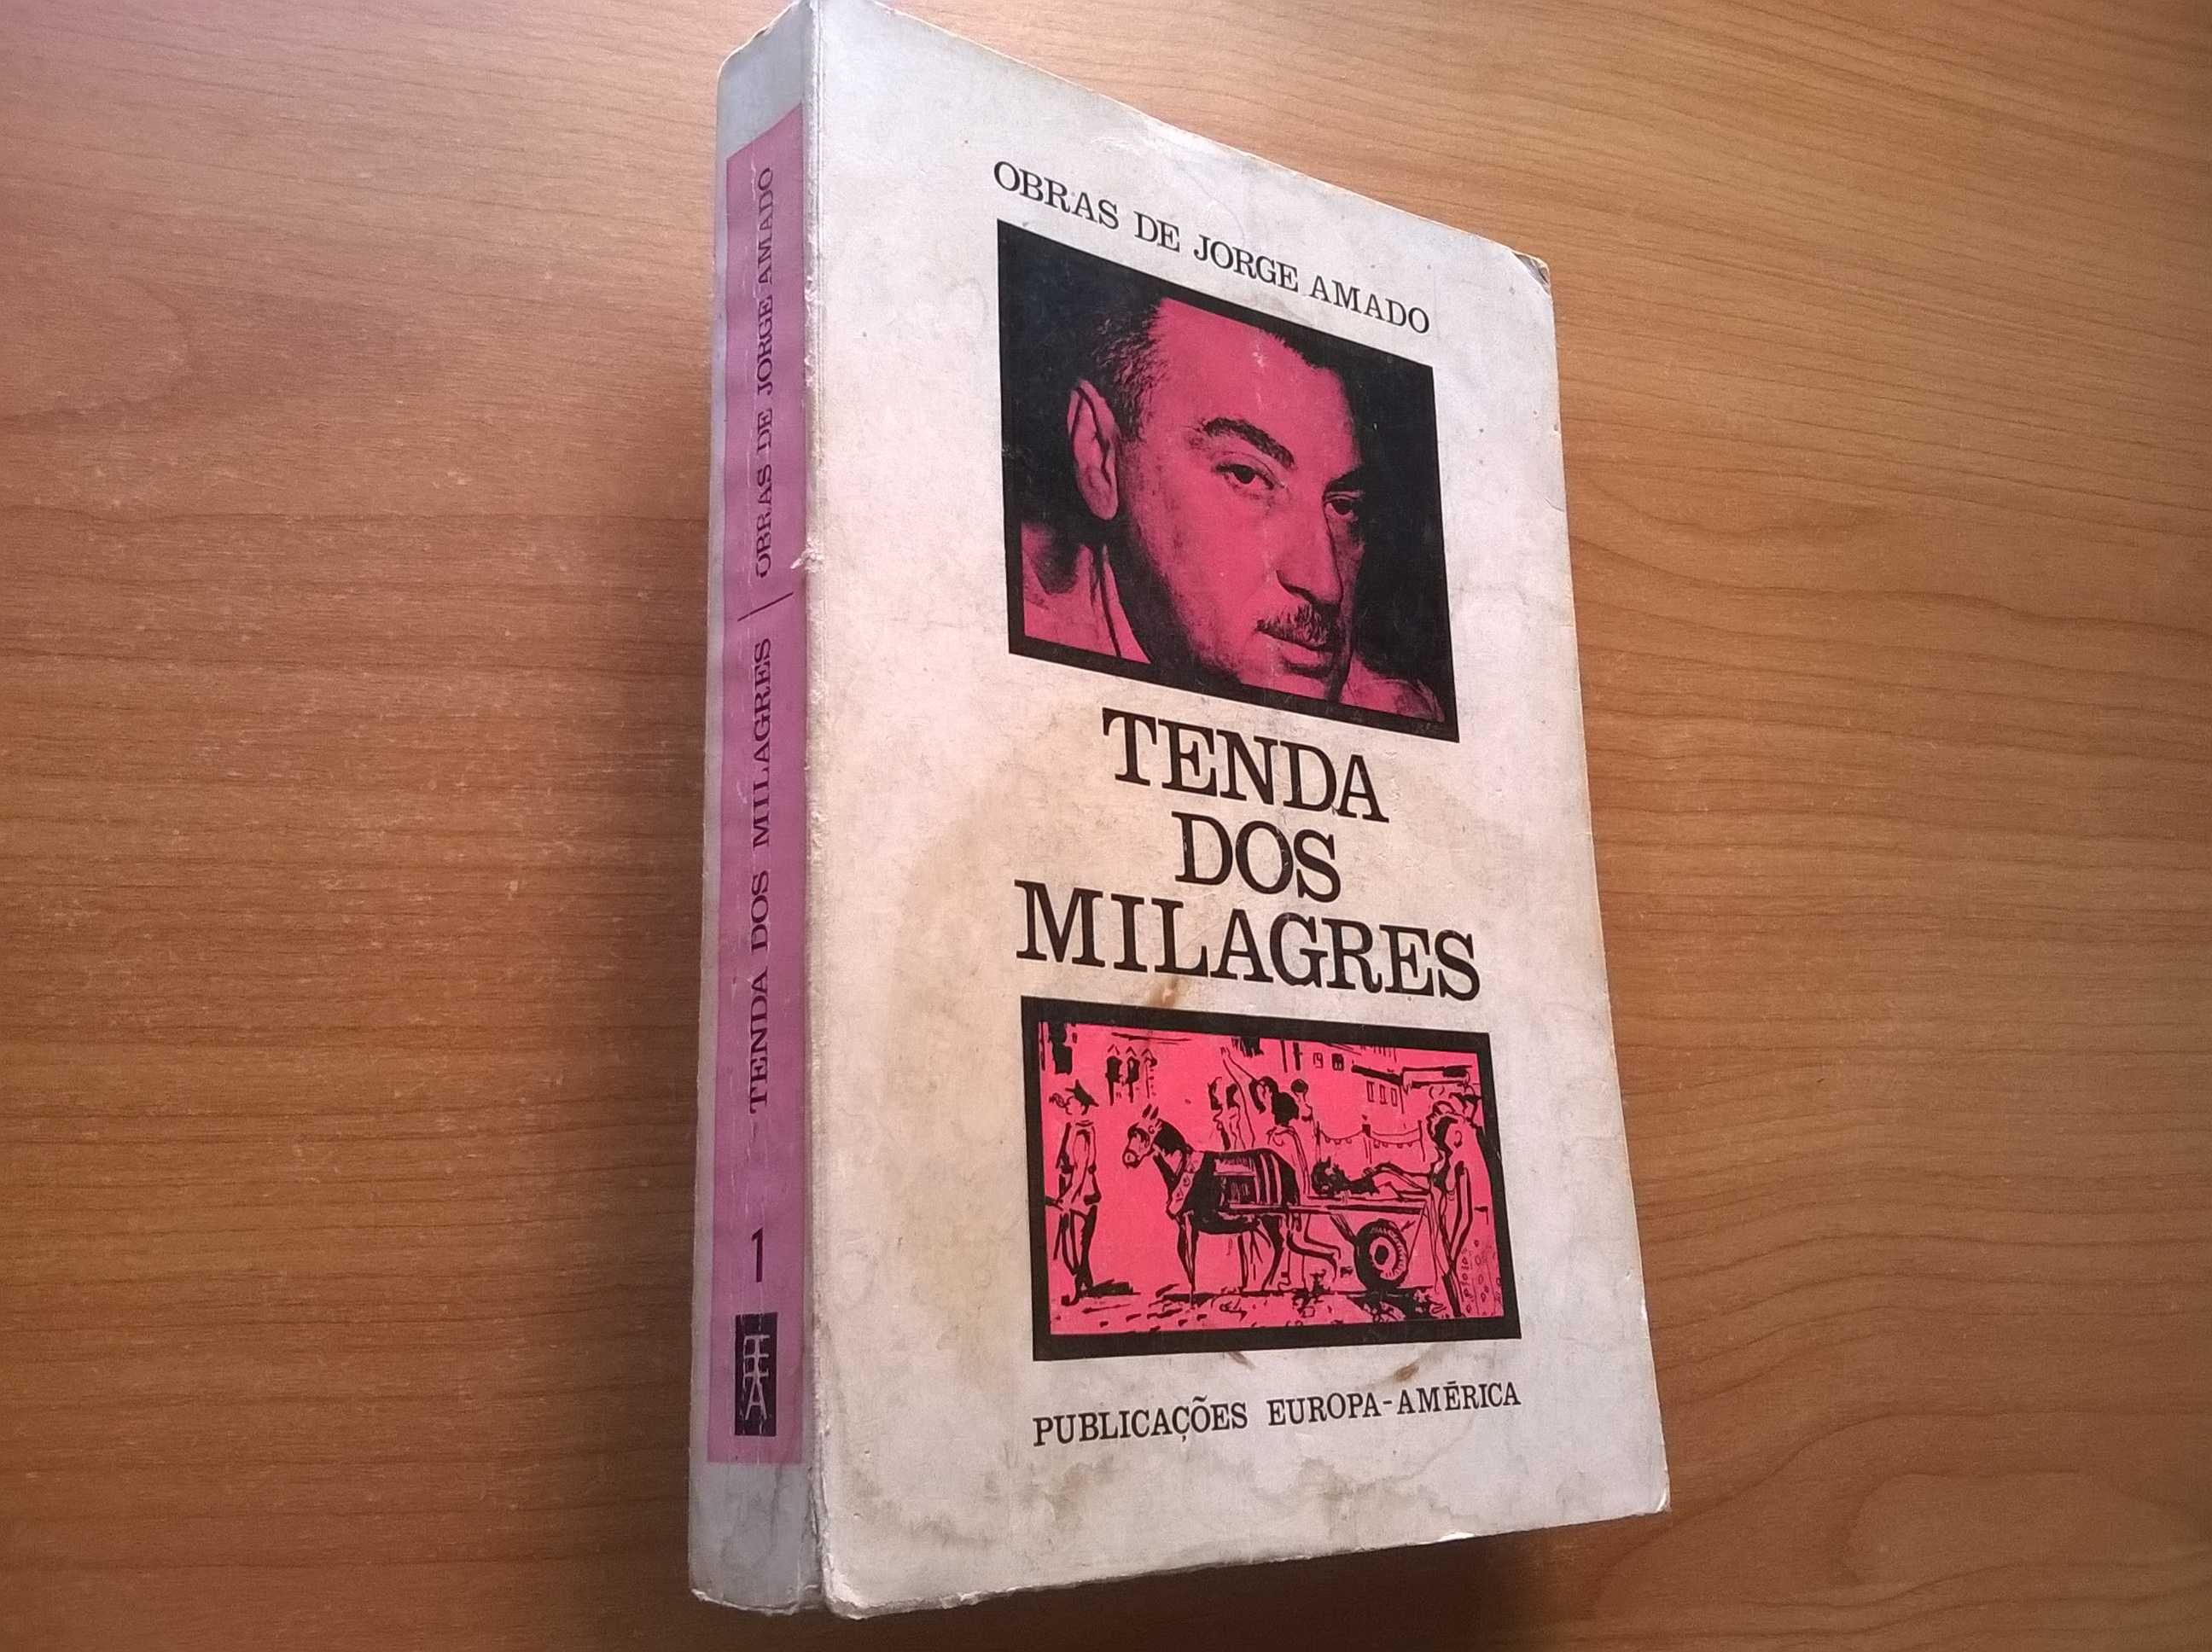 OBRAS DE JORGE AMADO
TENDA
DOS
MILAGRES
PUBLICAÇÕES EUROPA-AMÉRICA
1 TENDA DOS MILAGRES / OBRAS DE JORGE AMADO